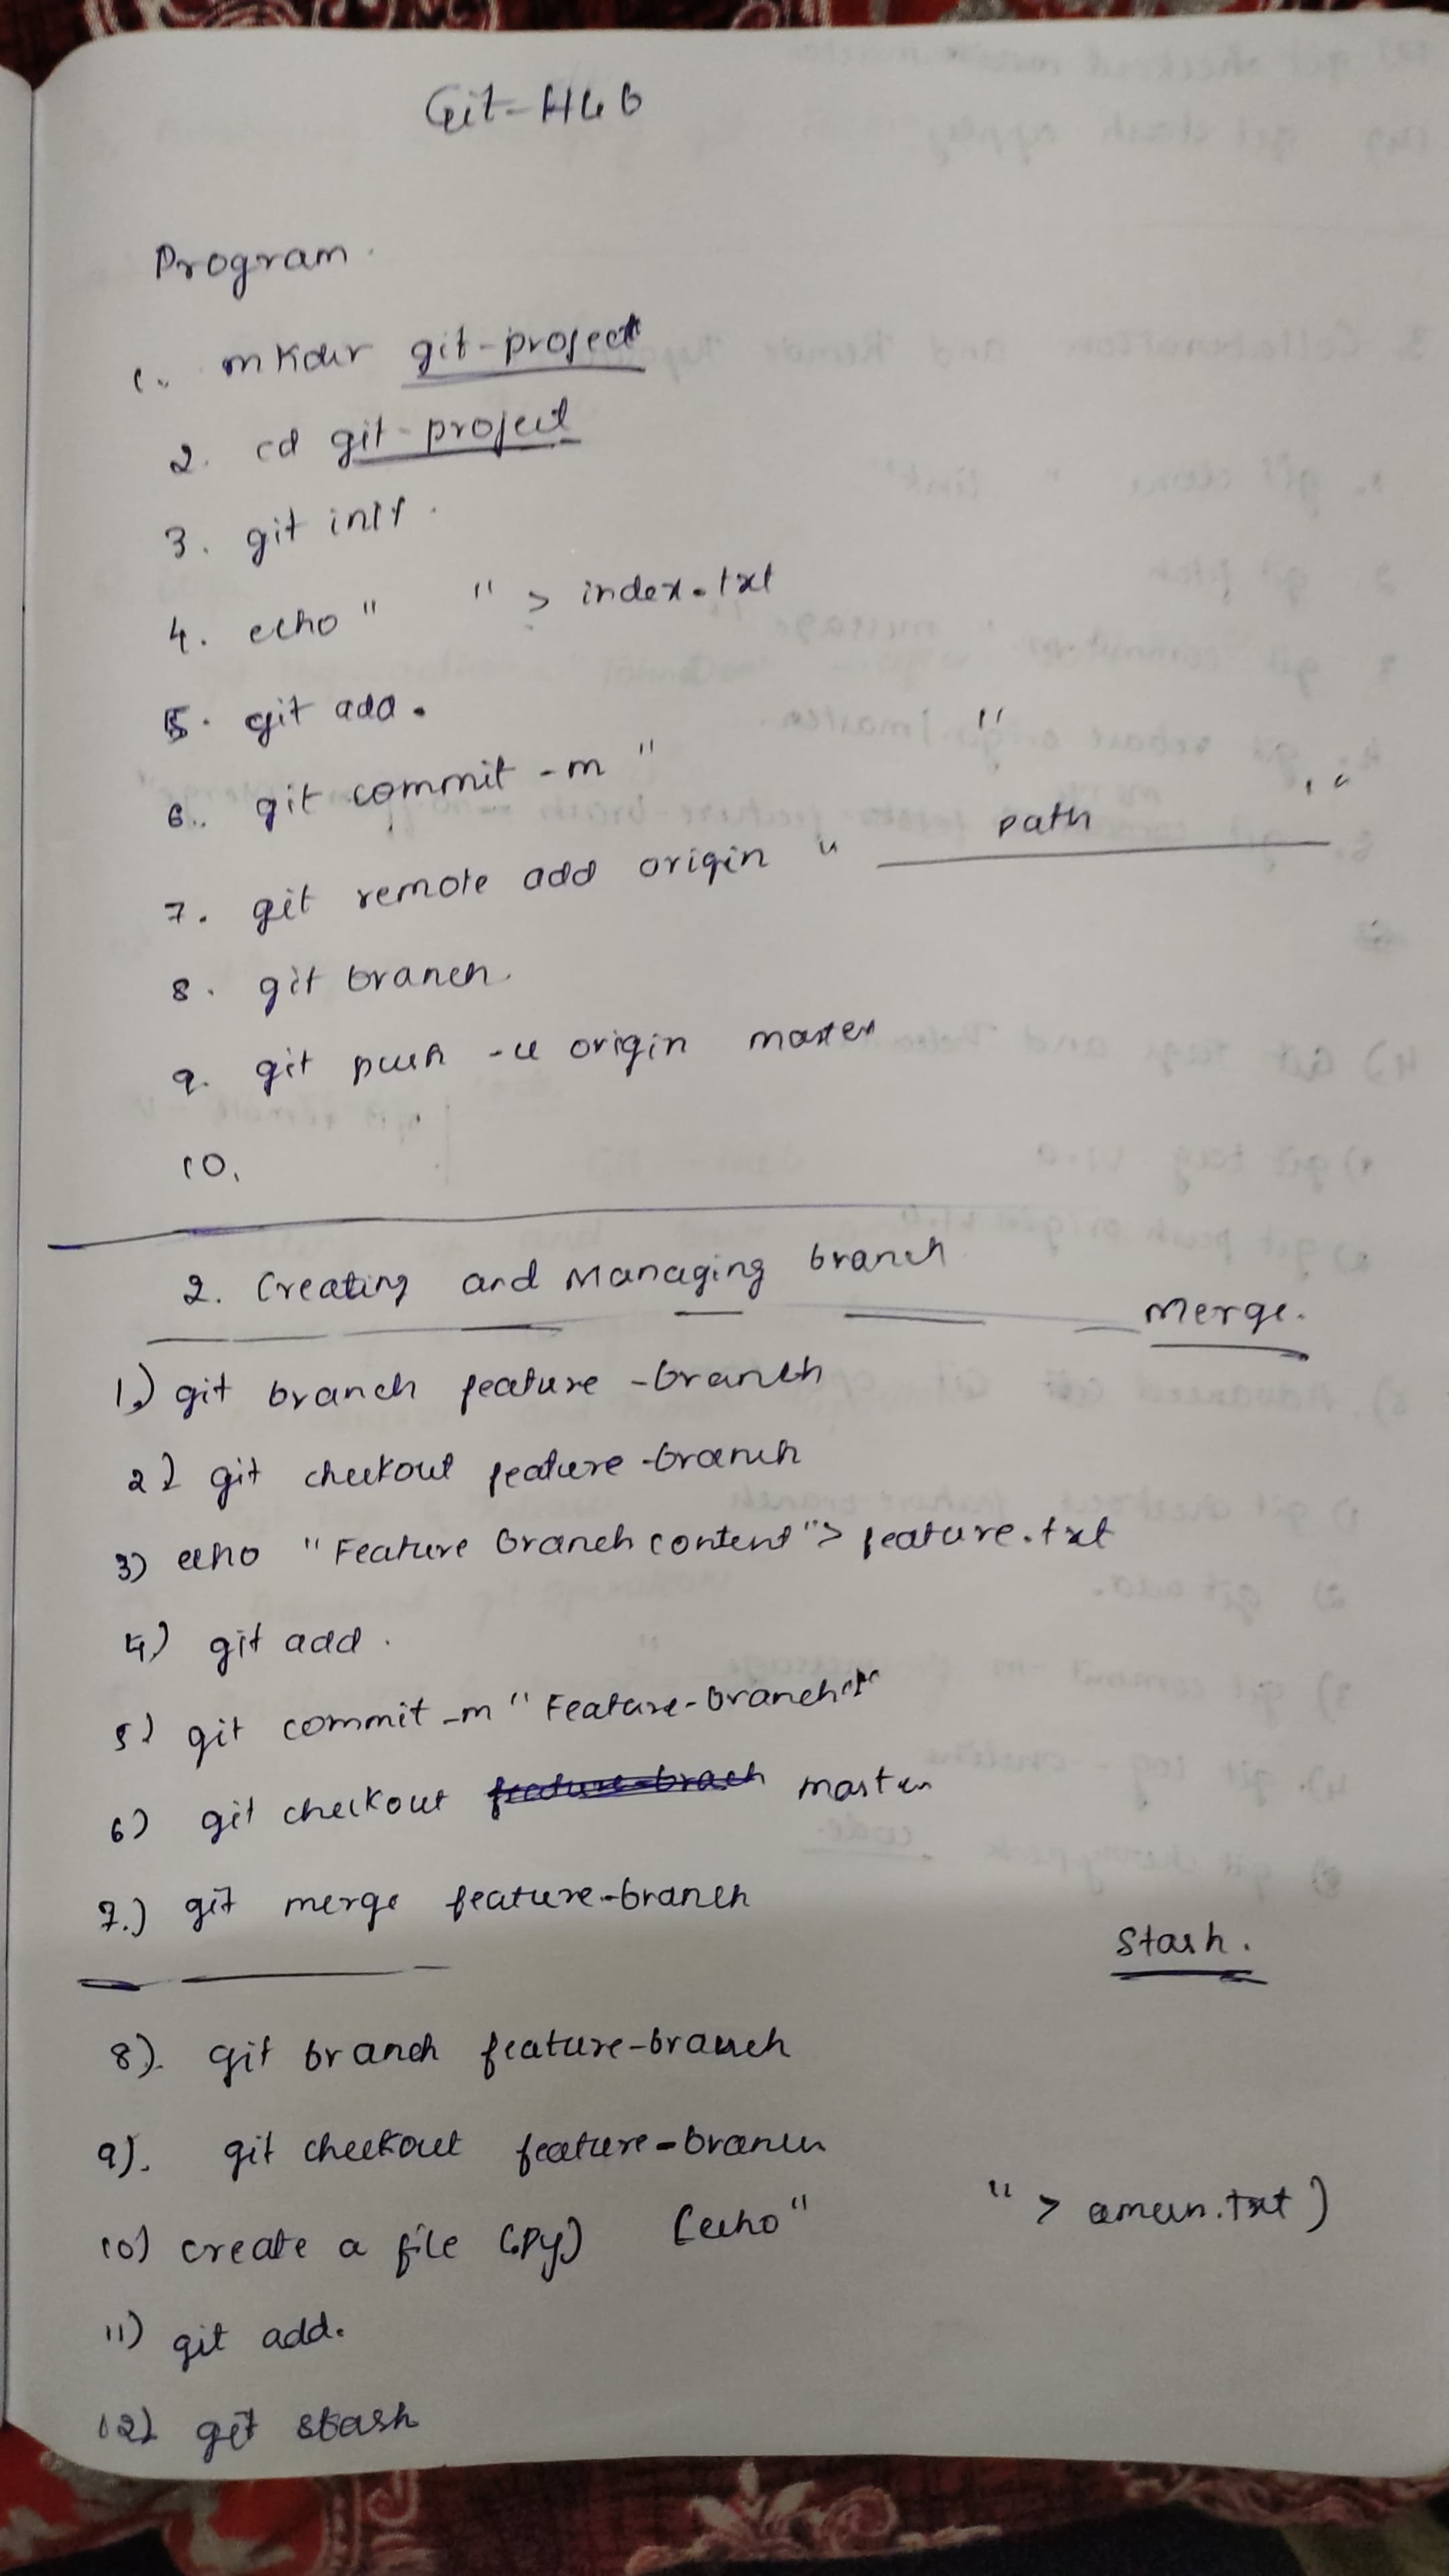 Git-Hub
Program.
1. mkdir git-project
2. cd git-project
3. git init.
4. echo " " > index.txt
5. git add .
6. git commit -m " "
7. git remote add origin " path "
8. git branch.
9. git push -u origin master
10.
2. Creating and Managing branch
Merge.
1.) git branch feature -branch
2) git checkout feature-branch
3) echo "Feature branch content" > feature.txt
4) git add .
5) git commit -m "Feature-branch"
6) git checkout feature-brach master
7.) git merge feature-branch
Stash.
8). git branch feature-branch
9). git checkout feature-branch
10) create a file (.py) (echo " " > .txt)
11) git add.
12) git stash